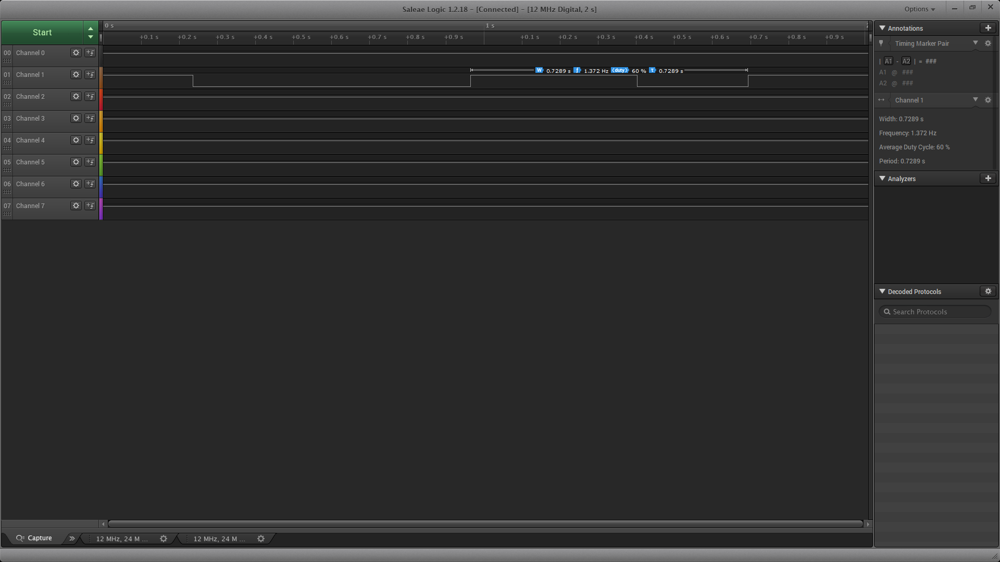 Saleae Logic 1.2.18 - [Connected] - [12 MHz Digital, 2 s]
Options
Start
0 s
1 s
+0.1 s +0.2 s +0.3 s +0.4 s +0.5 s +0.6 s +0.7 s +0.8 s +0.9 s +0.1 s +0.2 s +0.3 s +0.4 s +0.5 s +0.6 s +0.7 s +0.8 s +0.9 s
00 Channel 0
01 Channel 1
W 0.7289 s f 1.372 Hz duty 60 % T 0.7289 s
02 Channel 2
03 Channel 3
04 Channel 4
05 Channel 5
06 Channel 6
07 Channel 7
Annotations
Timing Marker Pair
| A1 - A2 | = ###
A1 @ ###
A2 @ ###
Channel 1
Width: 0.7289 s
Frequency: 1.372 Hz
Average Duty Cycle: 60 %
Period: 0.7289 s
Analyzers
Decoded Protocols
Search Protocols
Capture
12 MHz, 24 M ...
12 MHz, 24 M ...